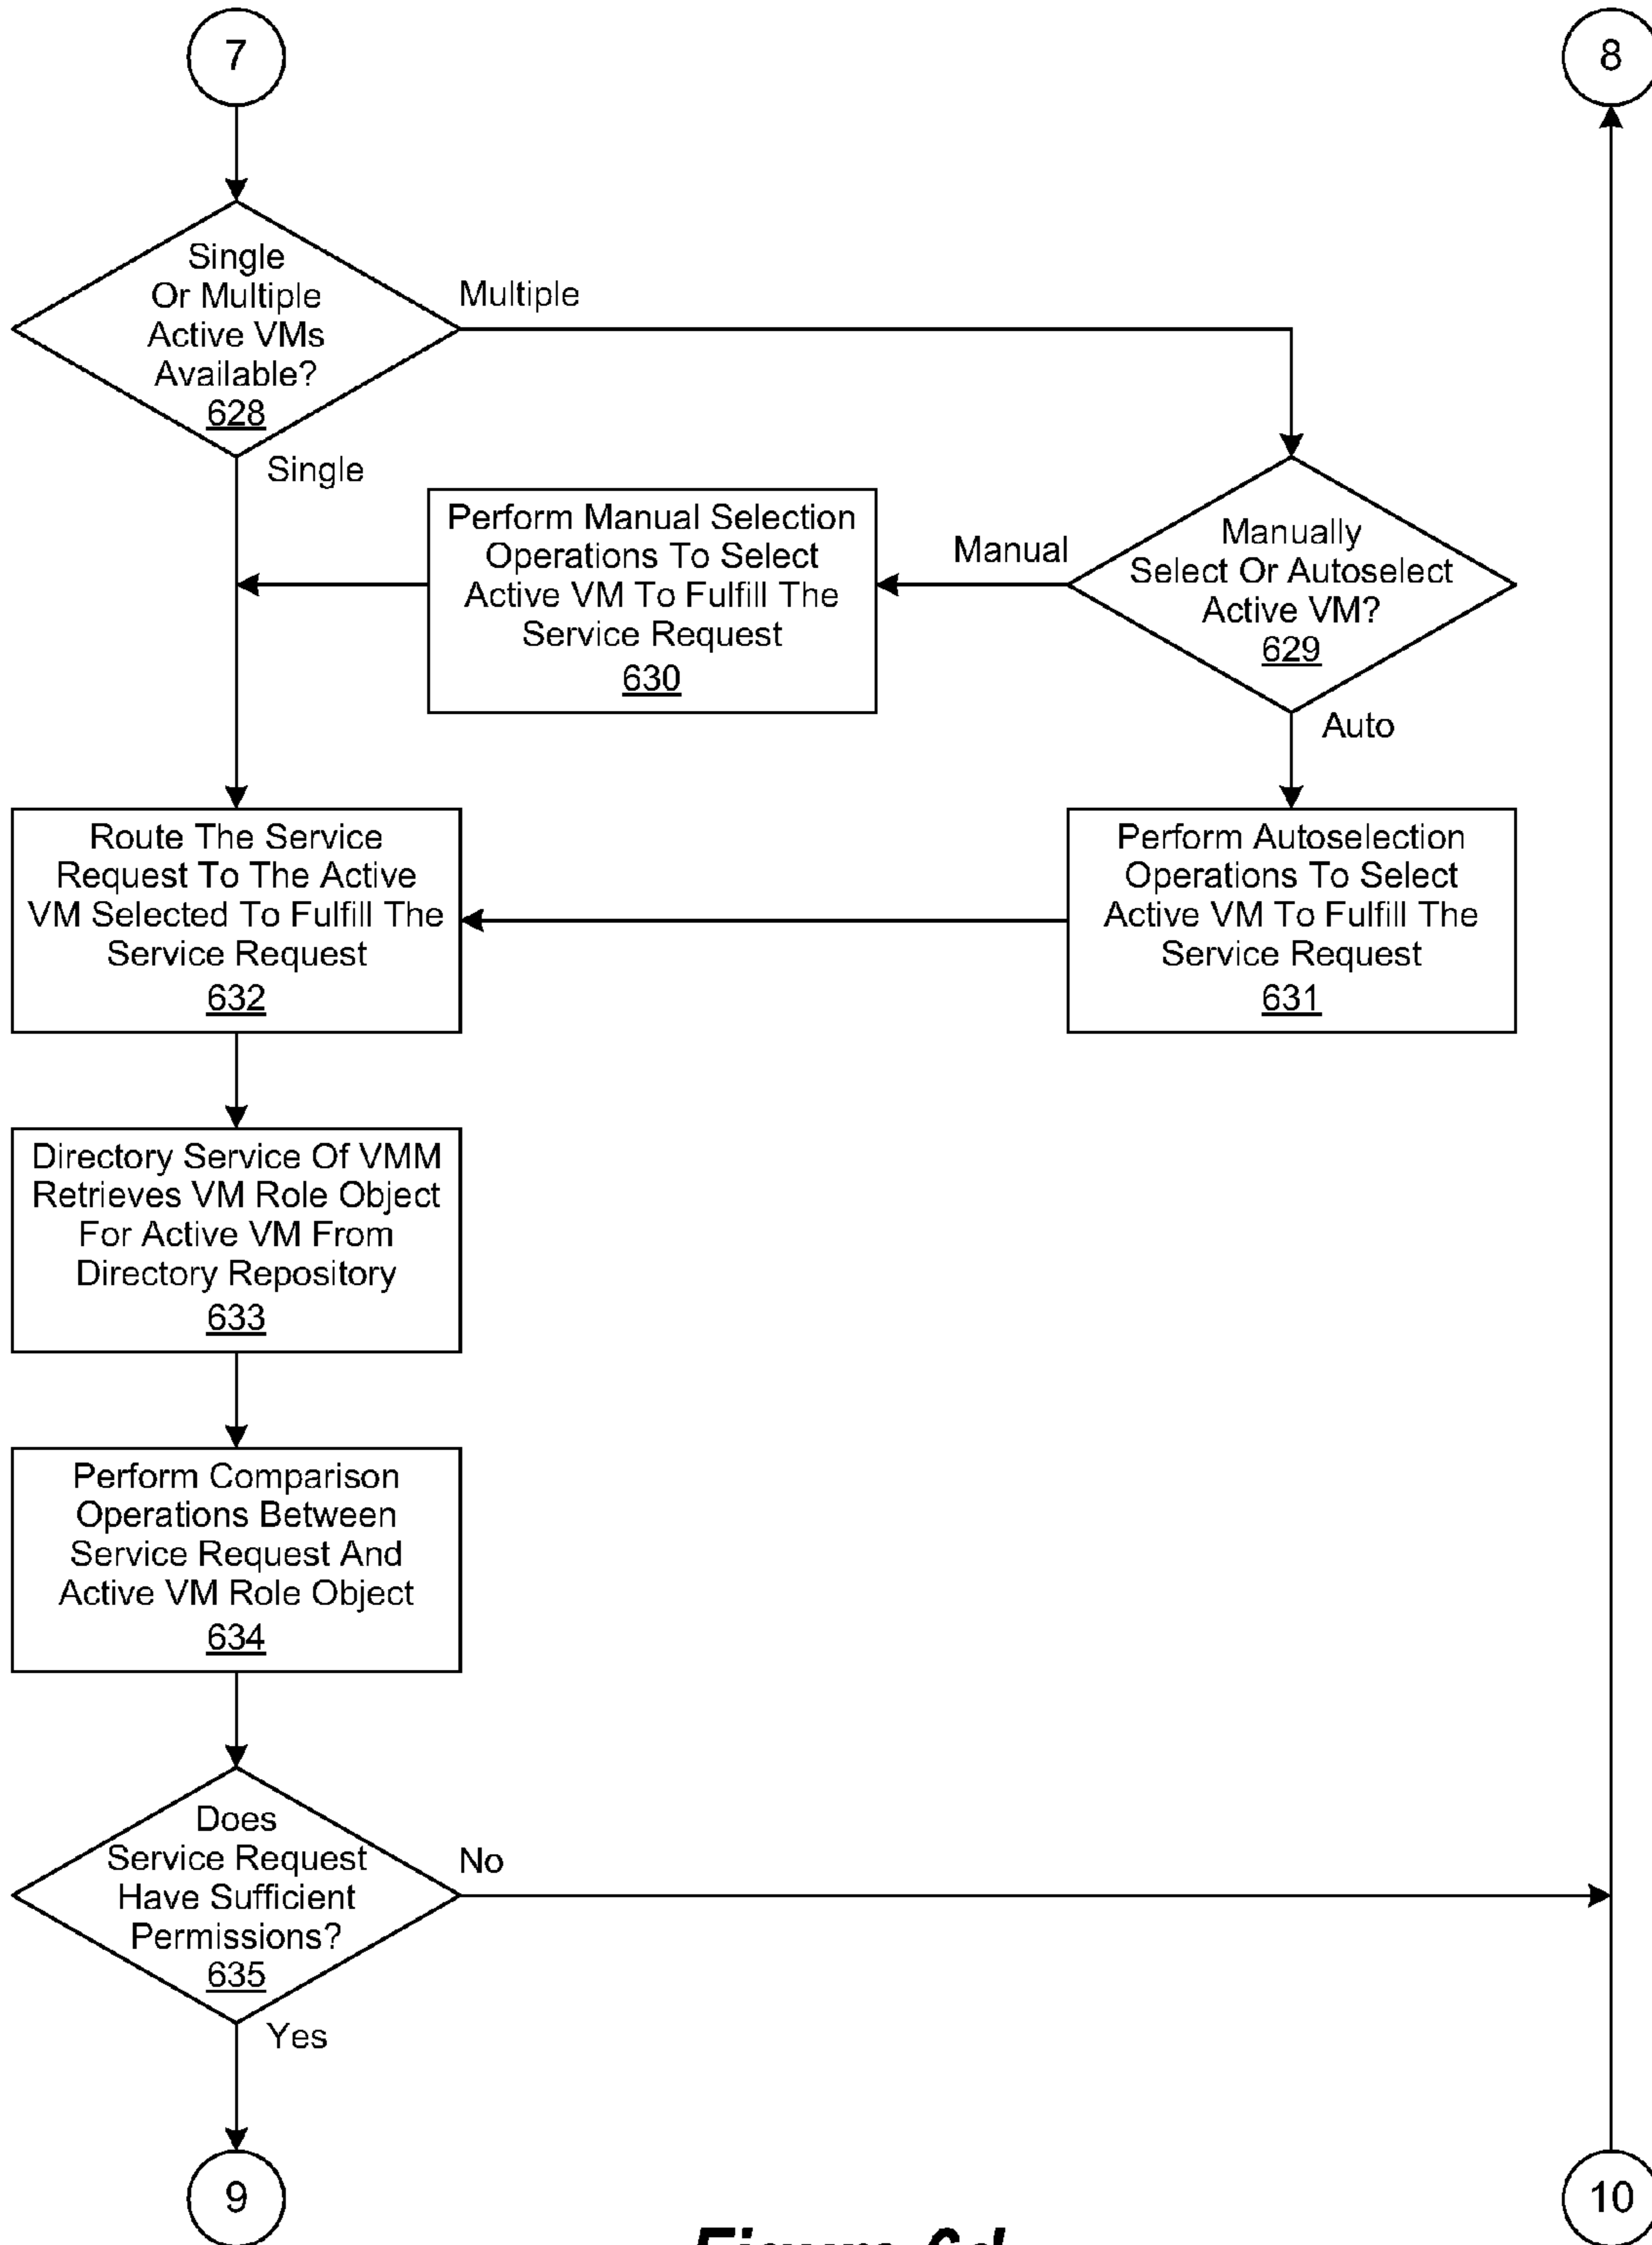 7
8
Single
Or Multiple
Active VMs
Available?
628
Multiple
Single
Perform Manual Selection
Operations To Select
Active VM To Fulfill The
Service Request
630
Manual
Manually
Select Or Autoselect
Active VM?
629
Auto
Route The Service
Request To The Active
VM Selected To Fulfill The
Service Request
632
Perform Autoselection
Operations To Select
Active VM To Fulfill The
Service Request
631
Directory Service Of VMM
Retrieves VM Role Object
For Active VM From
Directory Repository
633
Perform Comparison
Operations Between
Service Request And
Active VM Role Object
634
Does
Service Request
Have Sufficient
Permissions?
635
No
Yes
9
10